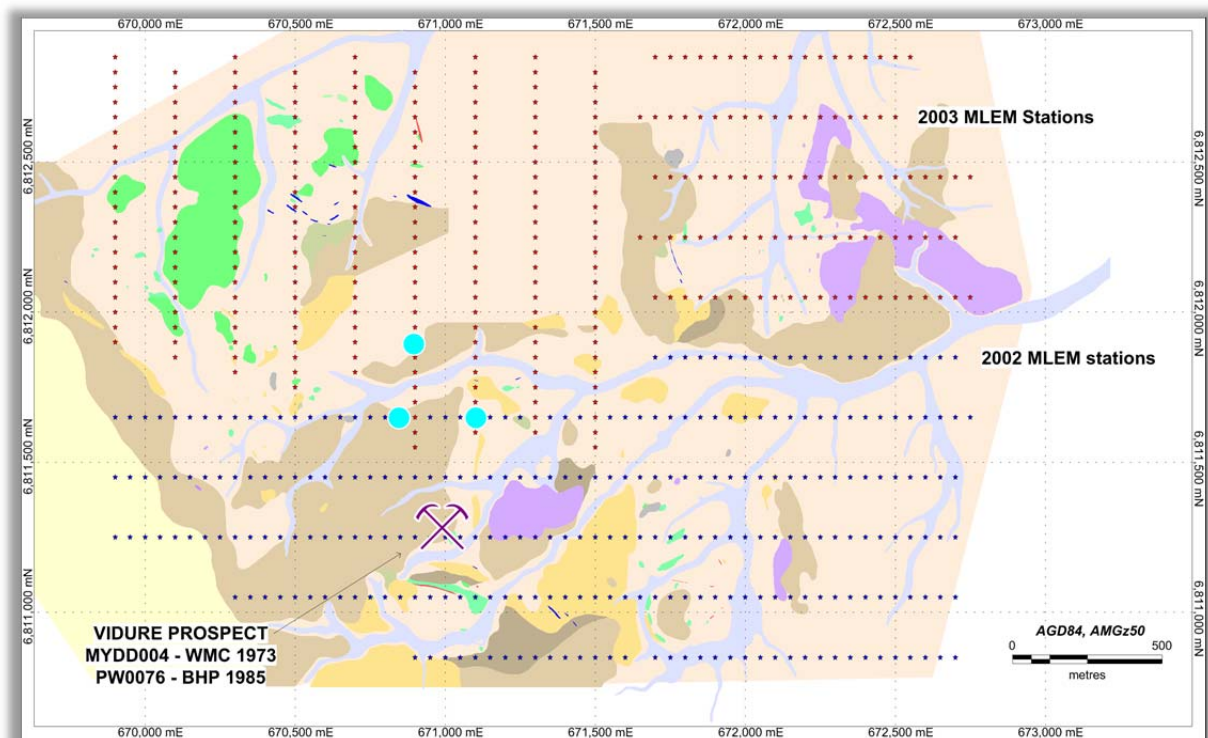 670,000 mE 670,500 mE 671,000 mE 671,500 mE 672,000 mE 672,500 mE 673,000 mE
2003 MLEM Stations
6,812,500 mN 6,812,500 mN
6,812,000 mN 6,812,000 mN
2002 MLEM stations
6,811,500 mN 6,811,500 mN
6,811,000 mN 6,811,000 mN
VIDURE PROSPECT
MYDD004 - WMC 1973
PW0076 - BHP 1985
AGD84, AMGz50
0 500
metres
670,000 mE 670,500 mE 671,000 mE 671,500 mE 672,000 mE 672,500 mE 673,000 mE